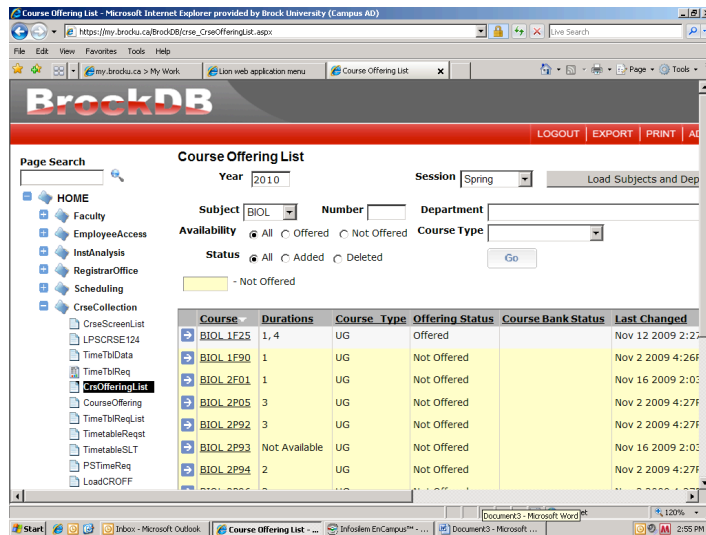 Course Offering List - Microsoft Internet Explorer provided by Brock University (Campus AD)
https://my.brocku.ca/BrockDB/crse_CrseOfferingList.aspx
Live Search
File Edit View Favorites Tools Help
my.brocku.ca > My Work
Lion web application menu
Course Offering List
Page Tools
BrockDB
LOGOUT | EXPORT | PRINT |
Page Search
Course Offering List
Year 2010 Session Spring Load Subjects and Dep
HOME
Faculty
EmployeeAccess
InstAnalysis
RegistrarOffice
Scheduling
CrseCollection
CrseScreenList
LPSCRSE124
TimeTblData
TimeTblReq
CrsOfferingList
CourseOffering
TimeTblReqList
TimetableReqst
TimetableSLT
PSTimeReq
LoadCROFF
Subject BIOL Number Department
Availability All Offered Not Offered Course Type
Status All Added Deleted Go
- Not Offered
Course Durations Course Type Offering Status Course Bank Status Last Changed
BIOL 1F25 1, 4 UG Offered Nov 12 2009 2:27
BIOL 1F90 1 UG Not Offered Nov 2 2009 4:26P
BIOL 2F01 1 UG Not Offered Nov 16 2009 2:03
BIOL 2P05 3 UG Not Offered Nov 2 2009 4:27P
BIOL 2P92 3 UG Not Offered Nov 2 2009 4:27P
BIOL 2P93 Not Available UG Not Offered Nov 16 2009 2:03
BIOL 2P94 2 UG Not Offered Nov 2 2009 4:27P
Document3 - Microsoft Word
120%
Start
Inbox - Microsoft Outlook
Course Offering List - ...
Infosilem EnCampus™ - ...
Document3 - Microsoft ...
2:55 PM